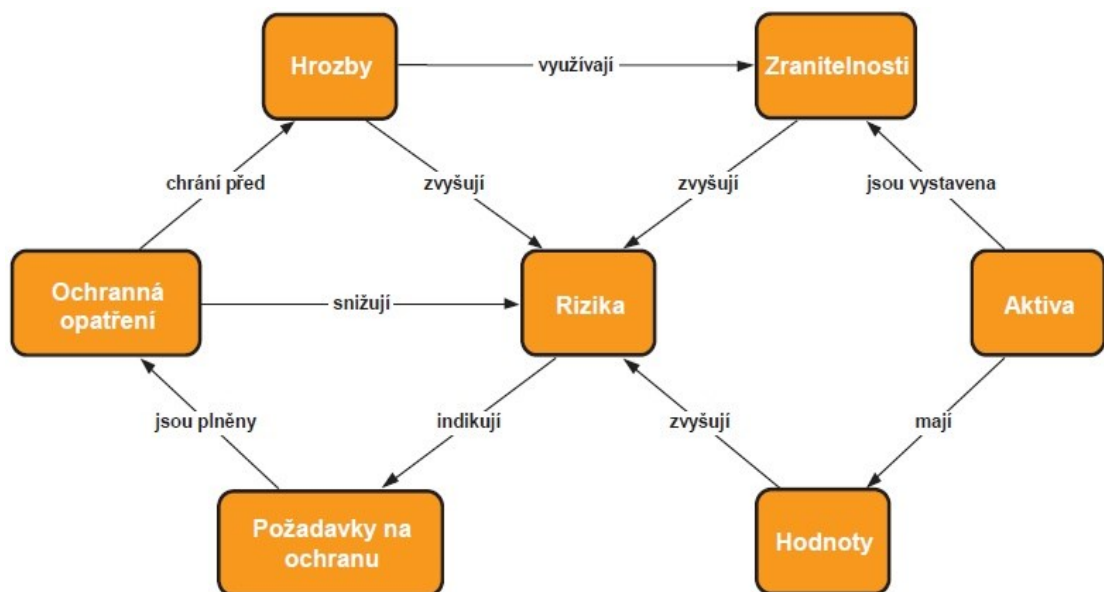 Hrozby
využívají
Zranitelnosti
chrání před
zvyšují
zvyšují
jsou vystavena
Ochranná
opatření
snižují
Rizika
Aktiva
jsou plněny
indikují
zvyšují
mají
Požadavky na
ochranu
Hodnoty